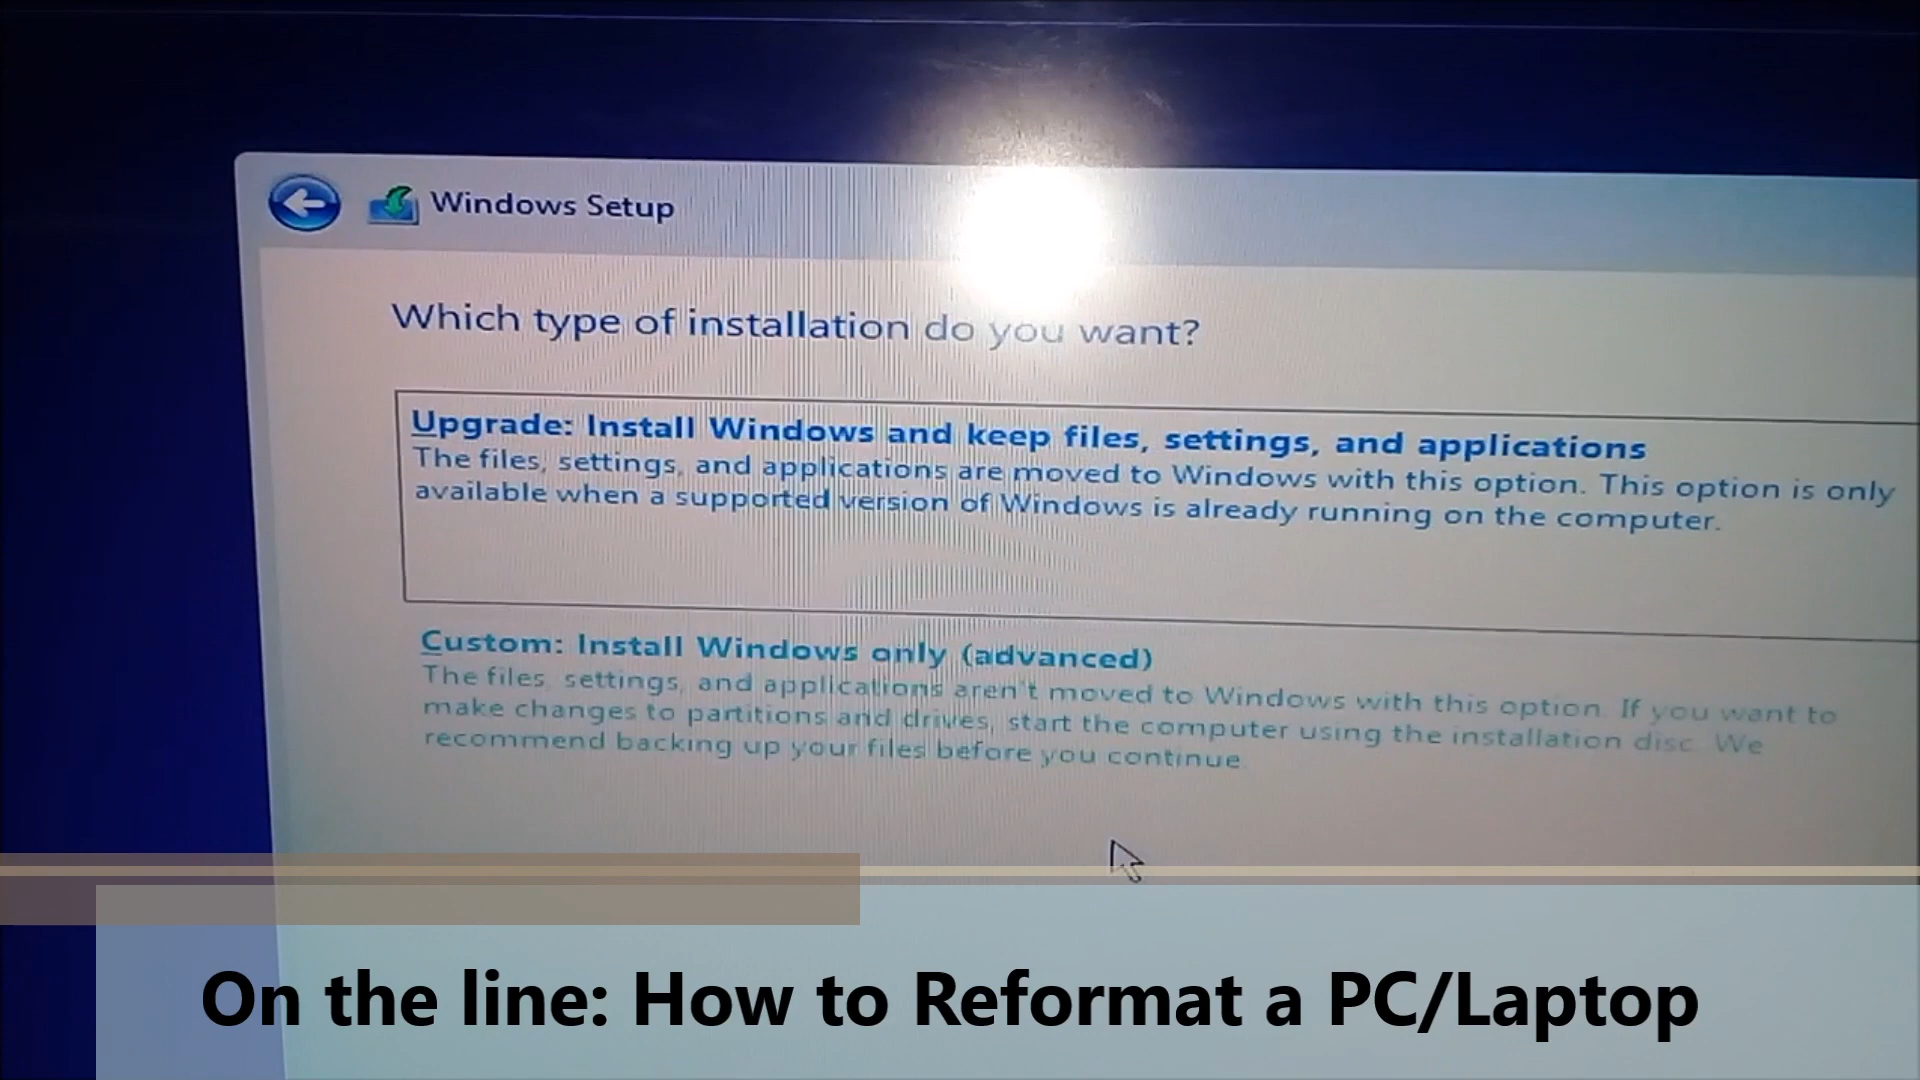 Windows Setup
Which type of installation do you want?
Upgrade: Install Windows and keep files, settings, and applications
The files, settings, and applications are moved to Windows with this option. This option is only
available when a supported version of Windows is already running on the computer.
Custom: Install Windows only (advanced)
The files, settings, and applications aren't moved to Windows with this option. If you want to
make changes to partitions and drives, start the computer using the installation disc. We
recommend backing up your files before you continue.
On the line: How to Reformat a PC/Laptop